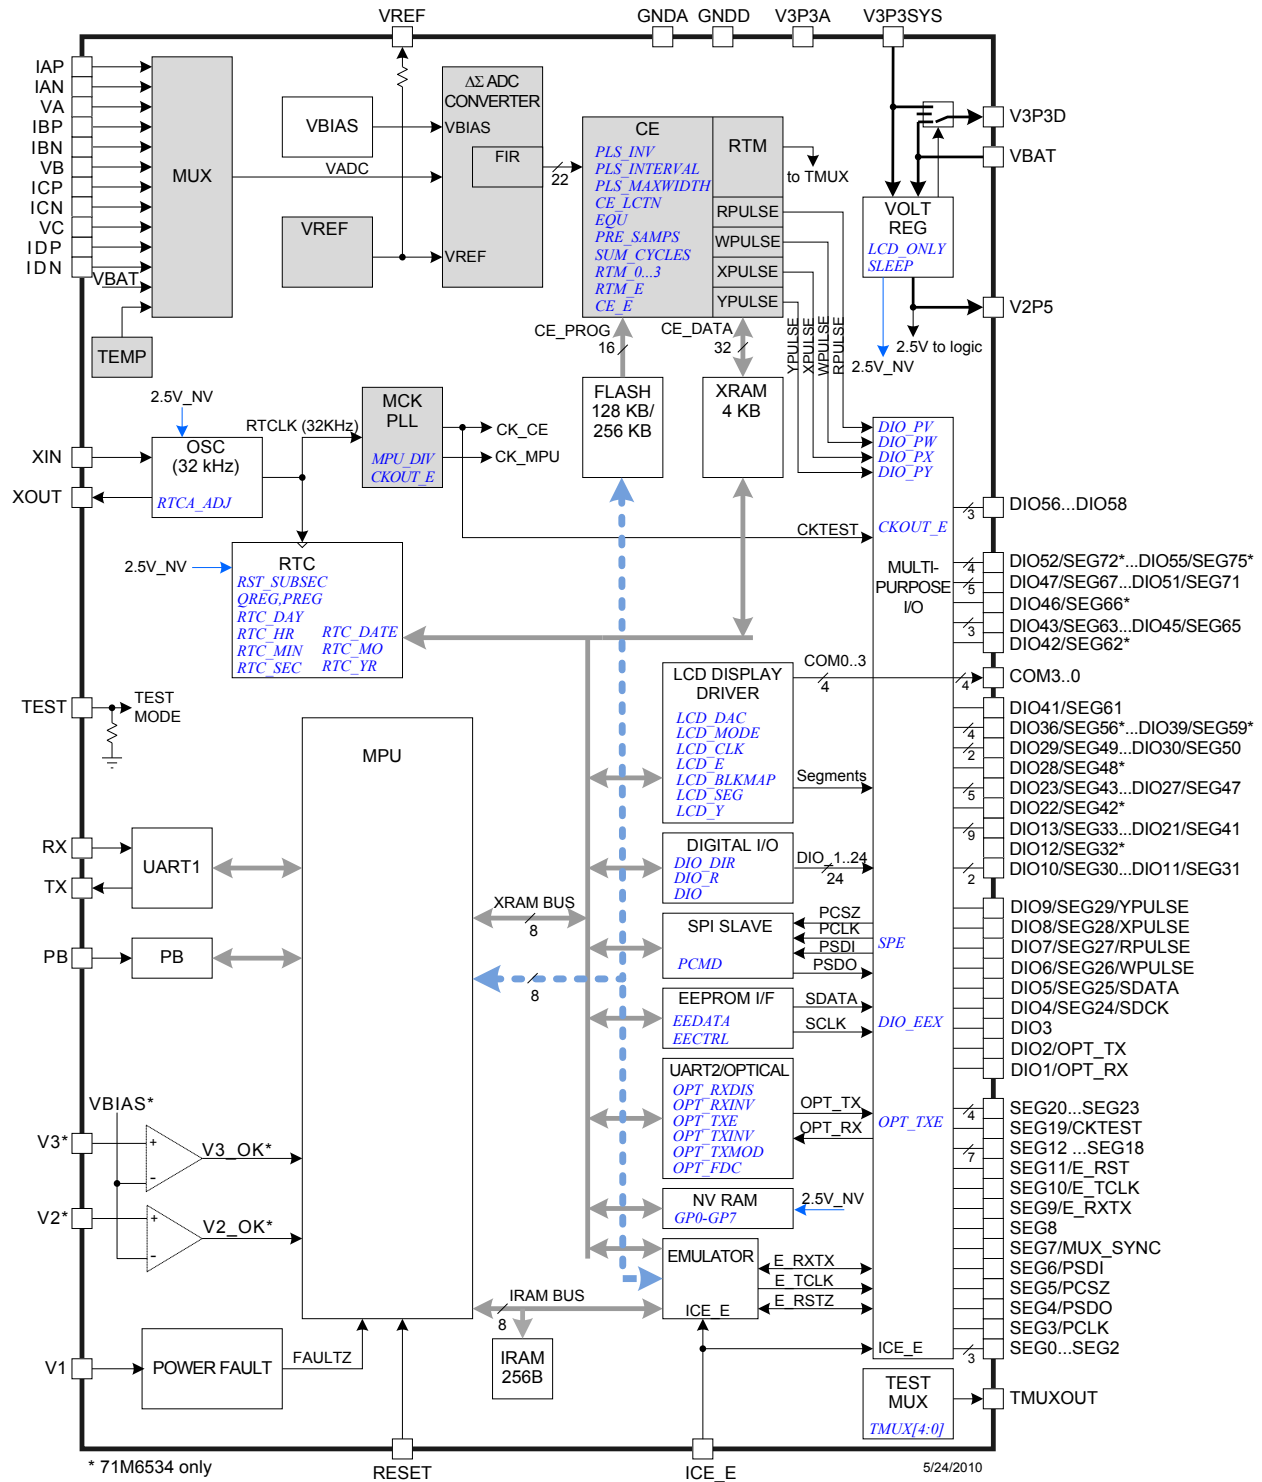 VREF
GNDA GNDD V3P3A V3P3SYS
IAP
IAN
VA
IBP
IBN
VB
ICP
ICN
VC
IDP
IDN
VBAT
MUX
TEMP
VBIAS
VADC
VREF
ΔΣ ADC
CONVERTER
VBIAS
FIR
VREF
22
CE
PLS_INV
PLS_INTERVAL
PLS_MAXWIDTH
CE_LCTN
EQU
PRE_SAMPS
SUM_CYCLES
RTM_0...3
RTM_E
CE_E
RTM
to TMUX
RPULSE
WPULSE
XPULSE
YPULSE
YPULSE
XPULSE
WPULSE
RPULSE
VOLT
REG
LCD_ONLY
SLEEP
V3P3D
VBAT
V2P5
2.5V to logic
2.5V_NV
CE_PROG
16
CE_DATA
32
FLASH
128 KB/
256 KB
XRAM
4 KB
2.5V_NV
XIN
XOUT
OSC
(32 kHz)
RTCA_ADJ
RTCLK (32KHz)
MCK
PLL
MPU_DIV
CKOUT_E
CK_CE
CK_MPU
CKTEST
2.5V_NV
RTC
RST_SUBSEC
QREG,PREG
RTC_DAY
RTC_HR RTC_DATE
RTC_MIN RTC_MO
RTC_SEC RTC_YR
DIO_PV
DIO_PW
DIO_PX
DIO_PY
CKOUT_E
MULTI-
PURPOSE
I/O
SPE
DIO_EEX
OPT_TXE
ICE_E
TEST
TEST
MODE
MPU
RX
TX
UART1
PB
PB
XRAM BUS
8
8
LCD DISPLAY
DRIVER
LCD_DAC
LCD_MODE
LCD_CLK
LCD_E
LCD_BLKMAP
LCD_SEG
LCD_Y
COM0..3
4
4
Segments
DIGITAL I/O
DIO_DIR
DIO_R
DIO
DIO_1..24
24
SPI SLAVE
PCMD
PCSZ
PCLK
PSDI
PSDO
EEPROM I/F
EEDATA
EECTRL
SDATA
SCLK
UART2/OPTICAL
OPT_RXDIS
OPT_RXINV
OPT_TXE
OPT_TXINV
OPT_TXMOD
OPT_FDC
OPT_TX
OPT_RX
NV RAM
GP0-GP7
2.5V_NV
EMULATOR
ICE_E
E_RXTX
E_TCLK
E_RSTZ
IRAM BUS
8
IRAM
256B
VBIAS*
V3*
+
-
V3_OK*
V2*
+
-
V2_OK*
V1
POWER FAULT
FAULTZ
TEST
MUX
TMUX[4:0]
DIO56...DIO58
3
DIO52/SEG72*...DIO55/SEG75*
4
DIO47/SEG67...DIO51/SEG71
5
DIO46/SEG66*
DIO43/SEG63...DIO45/SEG65
3
DIO42/SEG62*
COM3..0
DIO41/SEG61
DIO36/SEG56*...DIO39/SEG59*
4
DIO29/SEG49...DIO30/SEG50
2
DIO28/SEG48*
DIO23/SEG43...DIO27/SEG47
5
DIO22/SEG42*
DIO13/SEG33...DIO21/SEG41
9
DIO12/SEG32*
DIO10/SEG30...DIO11/SEG31
2
DIO9/SEG29/YPULSE
DIO8/SEG28/XPULSE
DIO7/SEG27/RPULSE
DIO6/SEG26/WPULSE
DIO5/SEG25/SDATA
DIO4/SEG24/SDCK
DIO3
DIO2/OPT_TX
DIO1/OPT_RX
SEG20...SEG23
4
SEG19/CKTEST
SEG12 ...SEG18
7
SEG11/E_RST
SEG10/E_TCLK
SEG9/E_RXTX
SEG8
SEG7/MUX_SYNC
SEG6/PSDI
SEG5/PCSZ
SEG4/PSDO
SEG3/PCLK
SEG0...SEG2
3
TMUXOUT
* 71M6534 only
RESET
ICE_E
5/24/2010